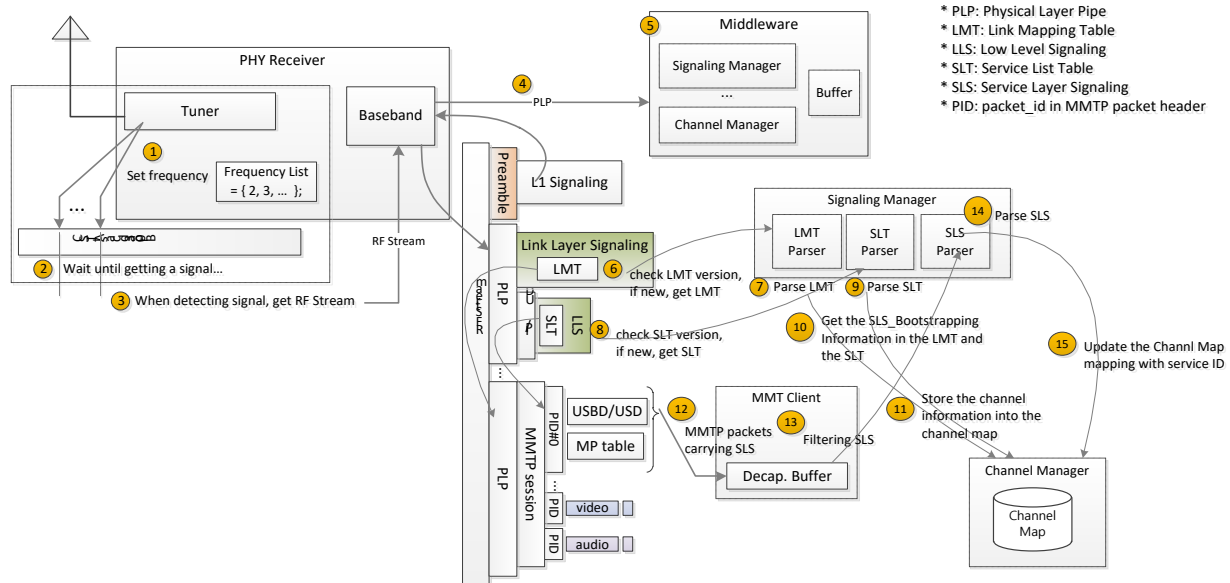 * PLP: Physical Layer Pipe
* LMT: Link Mapping Table
* LLS: Low Level Signaling
* SLT: Service List Table
* SLS: Service Layer Signaling
* PID: packet_id in MMTP packet header
5
Middleware
Signaling Manager
...
Channel Manager
Buffer
PHY Receiver
Tuner
Baseband
4
PLP
1
Set frequency
Frequency List
= { 2, 3, ... };
...
2
Wait until getting a signal...
3
When detecting signal, get RF Stream
RF Stream
Preamble
L1 Signaling
PLP
Link Layer Signaling
LMT
6
check LMT version,
if new, get LMT
SLT
LLS
8
check SLT version,
if new, get SLT
...
Signaling Manager
LMT
Parser
SLT
Parser
SLS
Parser
14
Parse SLS
7
Parse LMT
9
Parse SLT
10
Get the SLS_Bootstrapping
Information in the LMT and
the SLT
15
Update the Channl Map
mapping with service ID
11
Store the channel
information into the
channel map
PLP
MMTP session
PID#0
USBD/USD
MP table
...
PID
video
PID
audio
12
MMTP packets
carrying SLS
MMT Client
13
Filtering SLS
Decap. Buffer
Channel Manager
Channel
Map